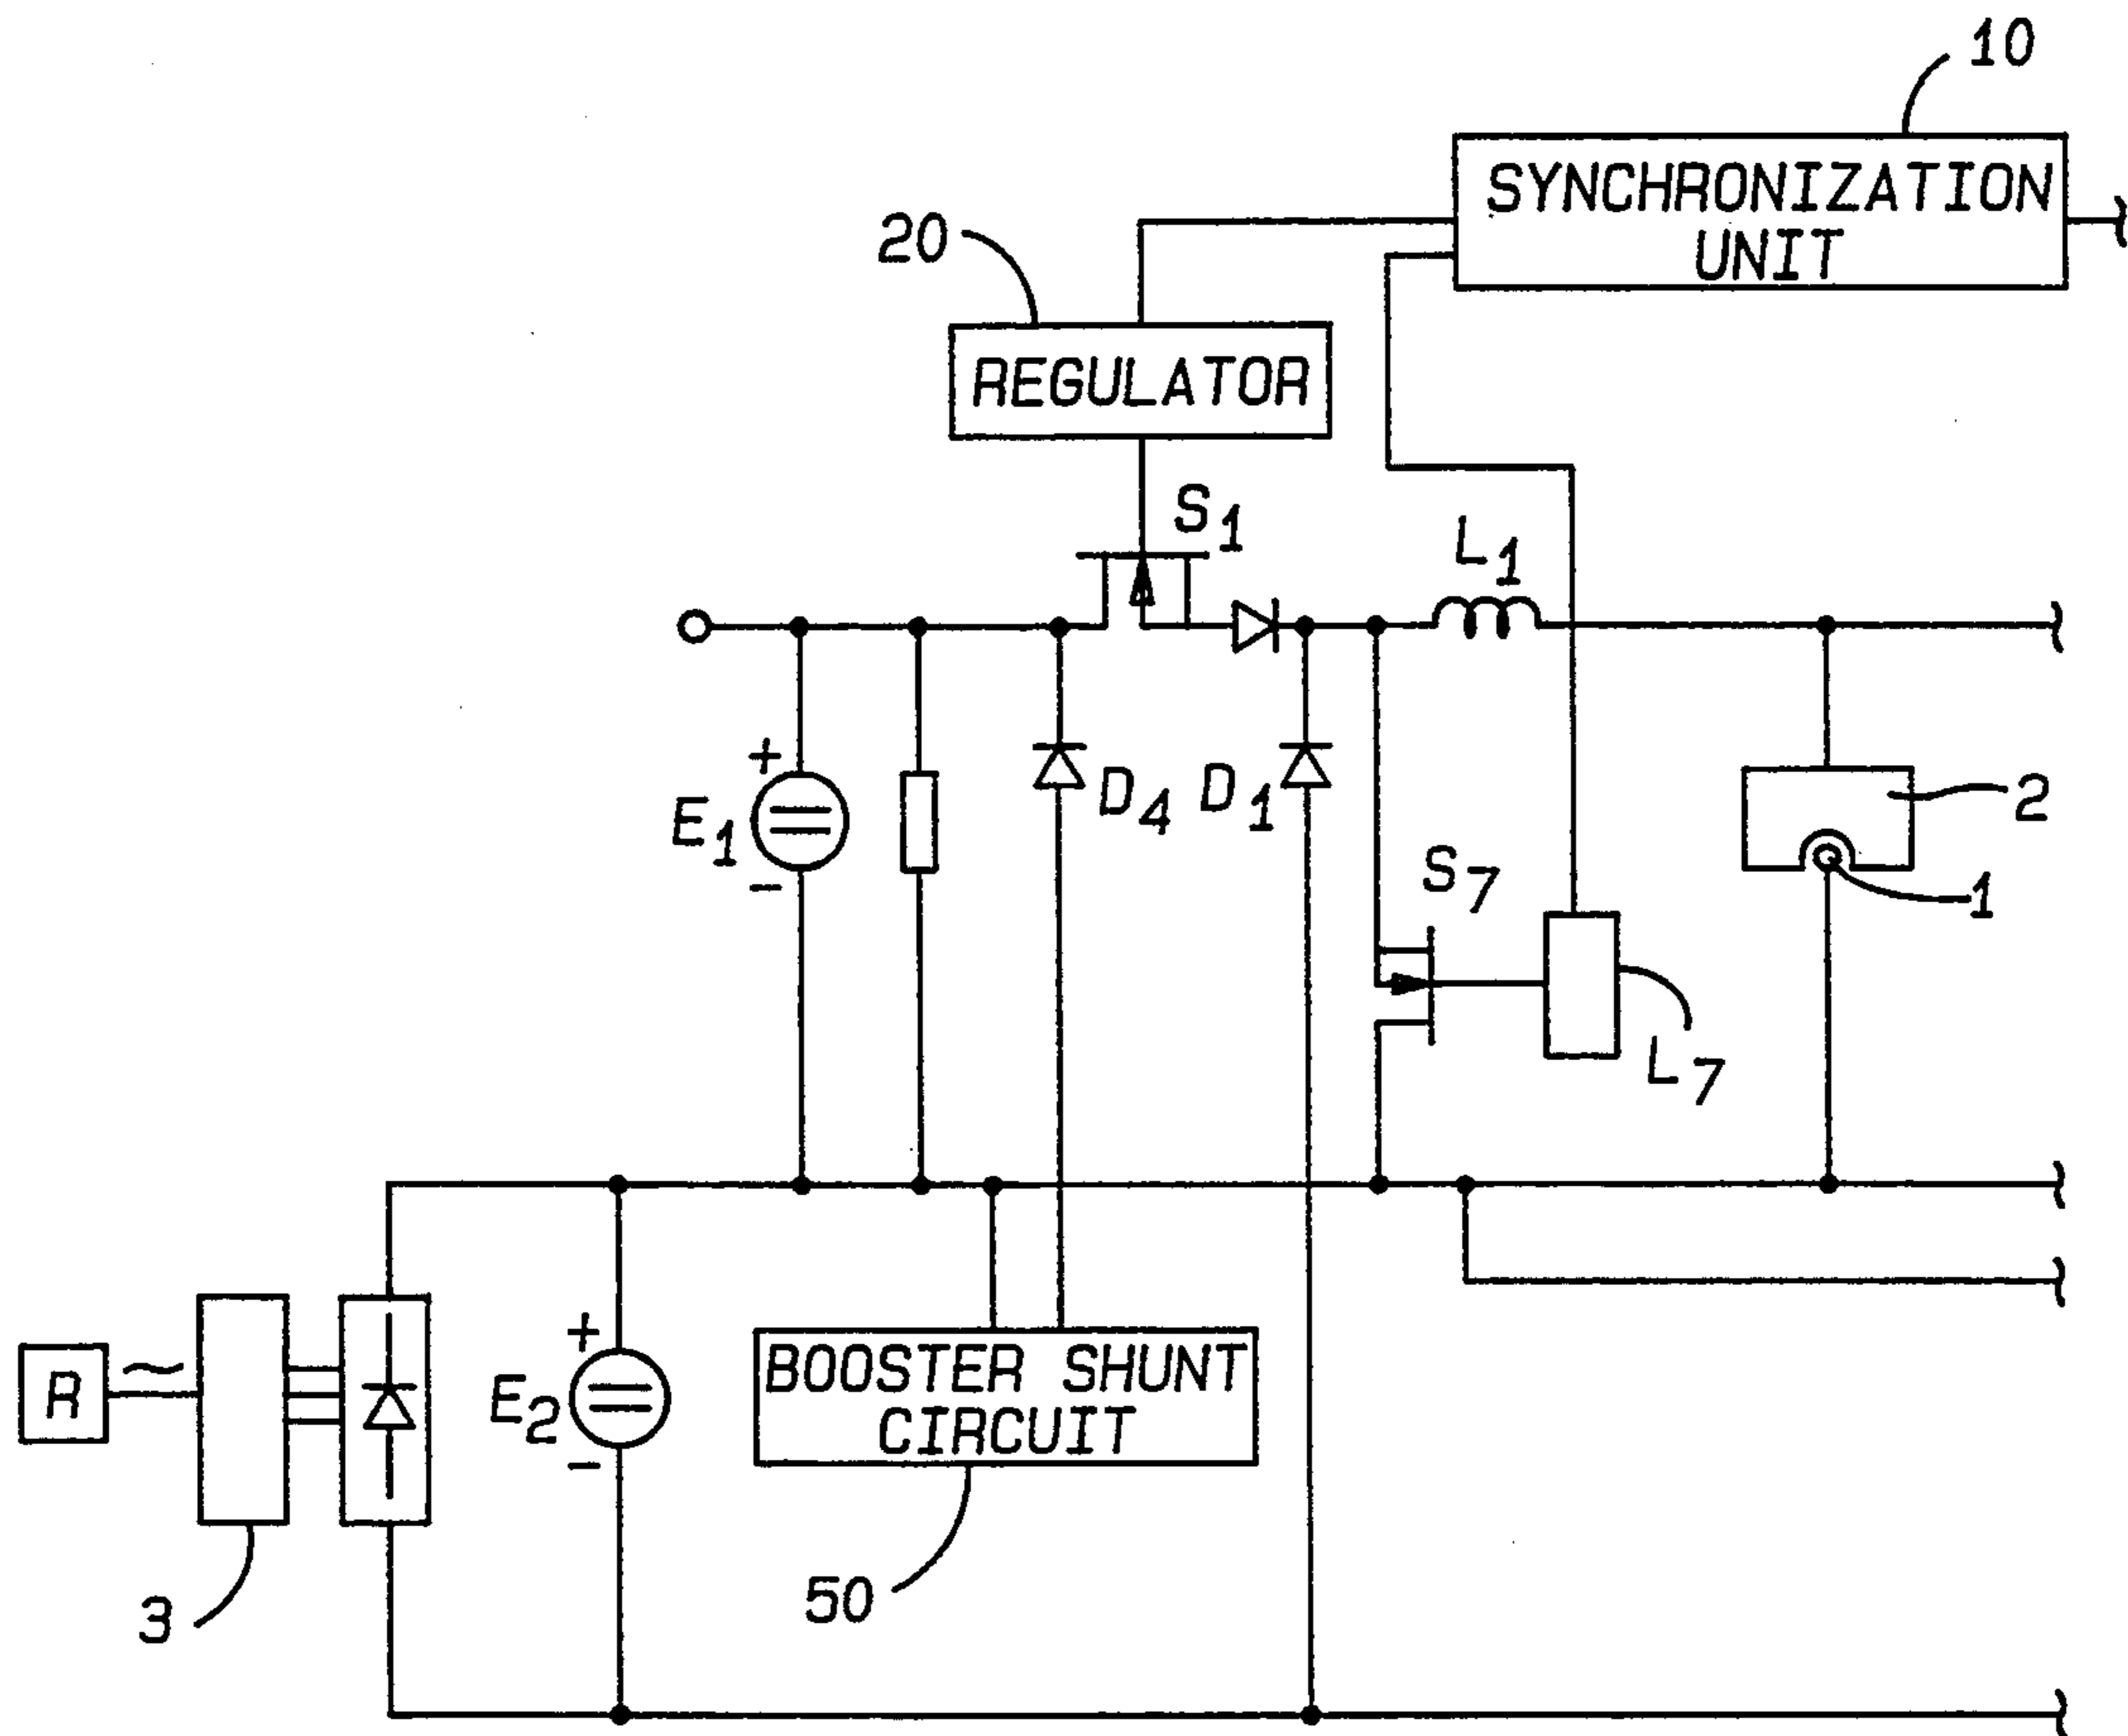 10
SYNCHRONIZATION
UNIT
20
REGULATOR
S1
L1
+
E1
-
D4
D1
2
S7
1
L7
+
R
~
E2
-
BOOSTER SHUNT
CIRCUIT
3
50